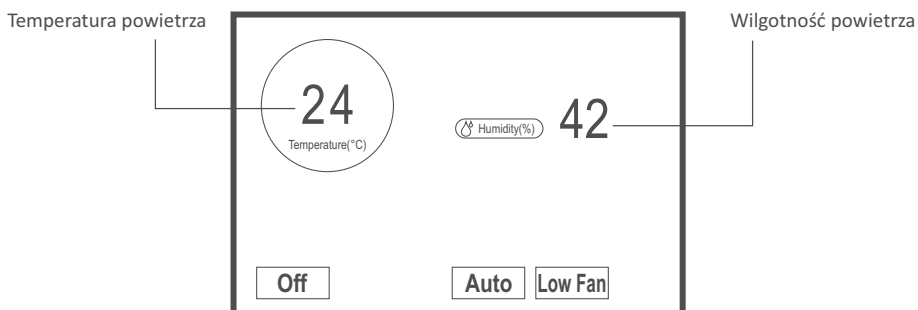 Temperatura powietrza
Wilgotność powietrza
24
Temperature(°C)
Humidity(%) 42
Off
Auto
Low Fan